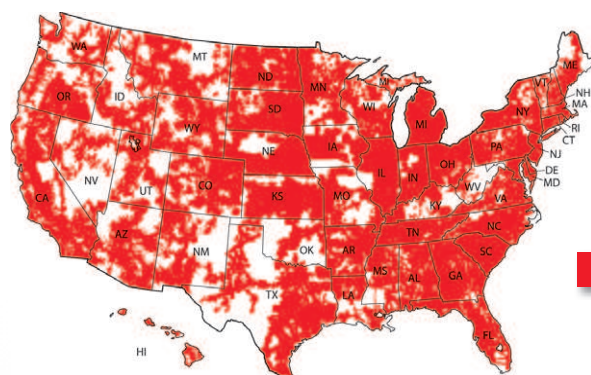 WA
MT
ND
MN
MI
ME
VT
NH
MA
RI
CT
NY
OR
ID
SD
WI
MI
WY
NE
IA
PA
NJ
DE
MD
NV
UT
CO
KS
MO
IL
IN
OH
WV
VA
KY
CA
AZ
NM
OK
AR
TN
NC
SC
TX
LA
MS
AL
GA
FL
HI